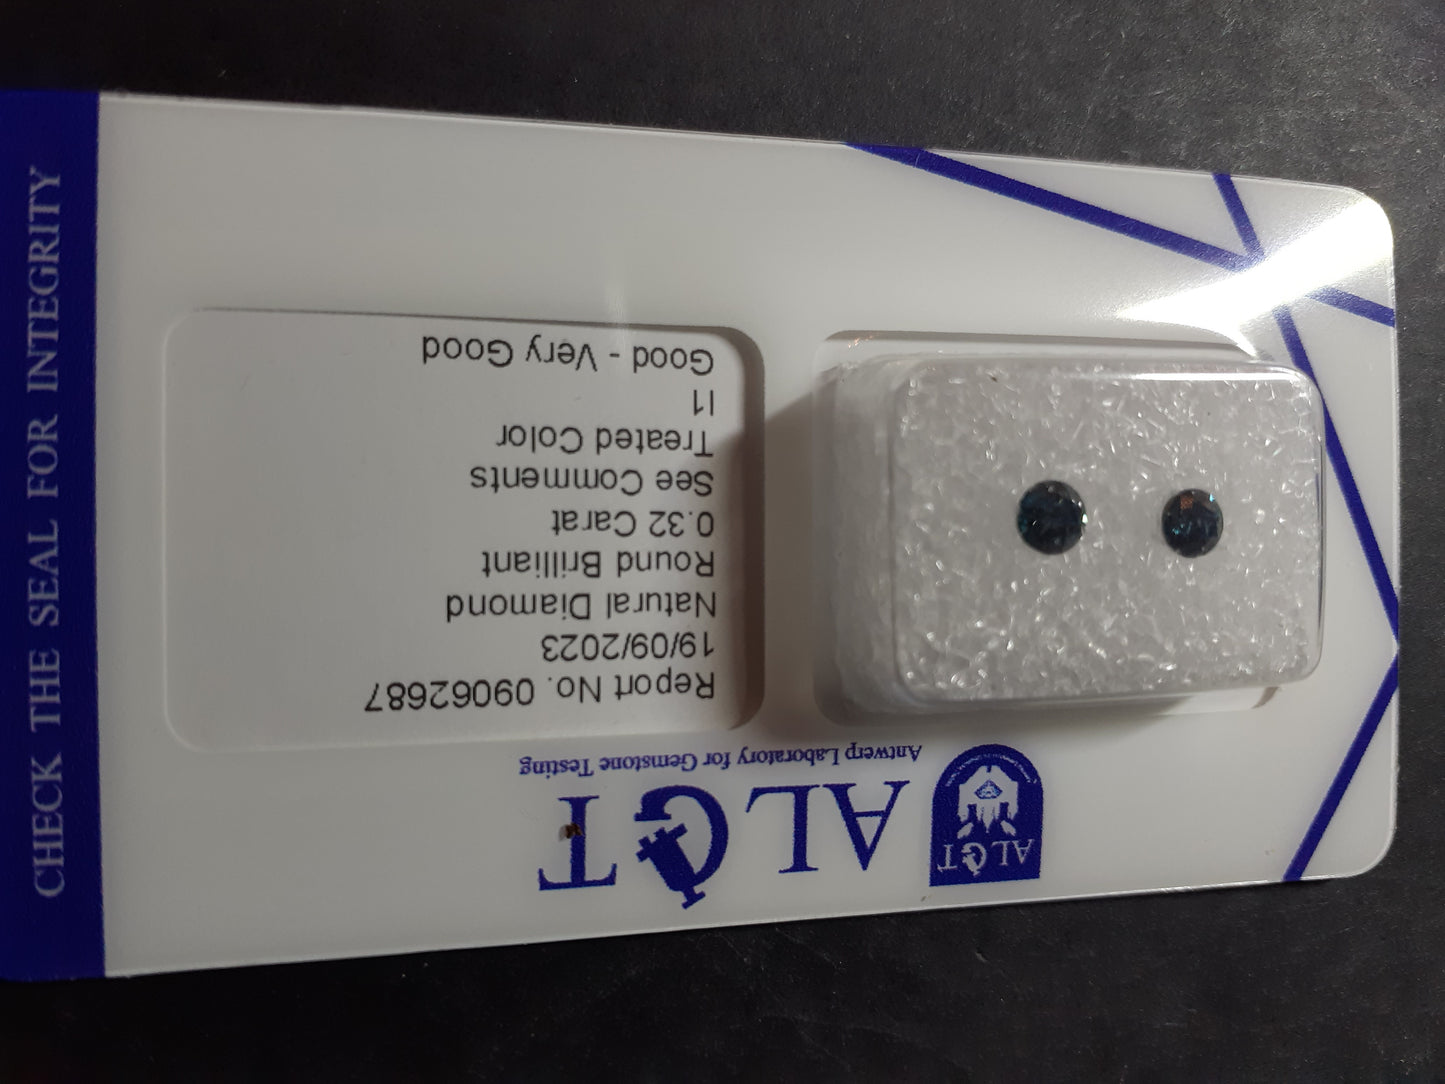 ALGT
ALGT
Antwerp Laboratory for Gemstone Testing
Report No. 09062687
19/09/2023
Natural Diamond
Round Brilliant
0.32 Carat
See Comments
Treated Color
I1
Good - Very Good
CHECK THE SEAL FOR INTEGRITY